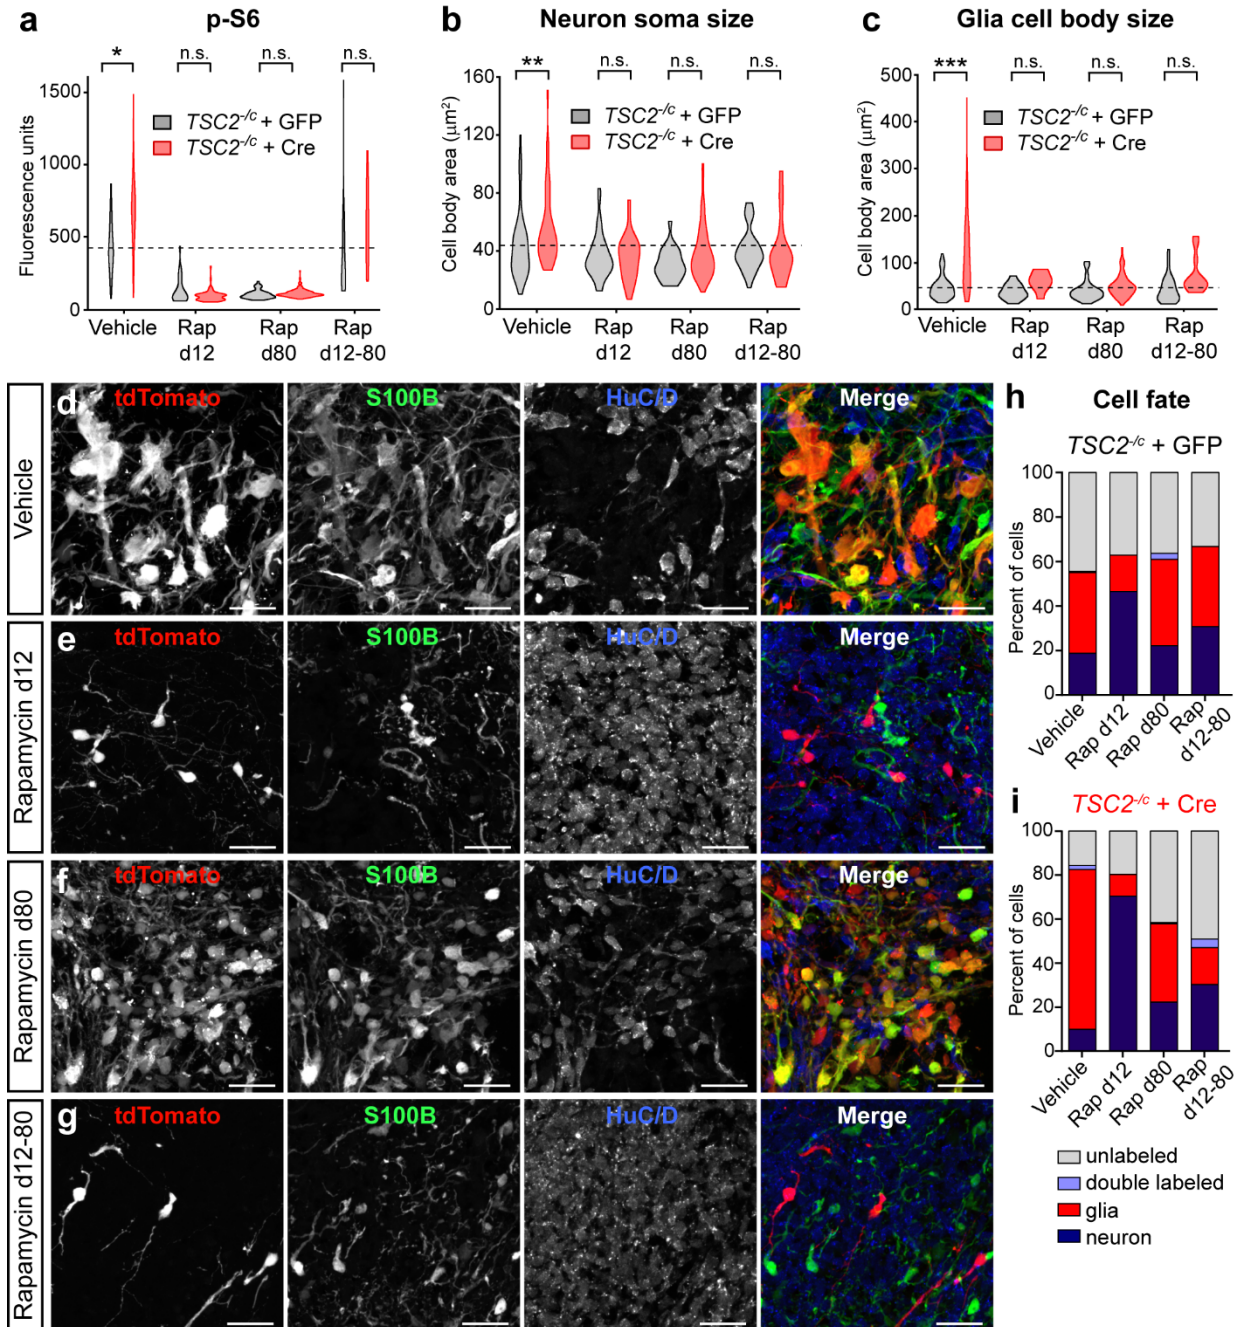 a
p-S6
*
n.s.
n.s.
n.s.
1500
1000
500
0
Fluorescence units
TSC2-/c + GFP
TSC2-/c + Cre
Vehicle
Rap d12
Rap d80
Rap d12-80
b
Neuron soma size
**
n.s.
n.s.
n.s.
160
120
80
40
0
Cell body area (μm2)
TSC2-/c + GFP
TSC2-/c + Cre
Vehicle
Rap d12
Rap d80
Rap d12-80
c
Glia cell body size
***
n.s.
n.s.
n.s.
500
400
300
200
100
0
Cell body area (μm2)
TSC2-/c + GFP
TSC2-/c + Cre
Vehicle
Rap d12
Rap d80
Rap d12-80
Vehicle
d
tdTomato
S100B
HuC/D
Merge
Rapamycin d12
e
tdTomato
S100B
HuC/D
Merge
Rapamycin d80
f
tdTomato
S100B
HuC/D
Merge
Rapamycin d12-80
g
tdTomato
S100B
HuC/D
Merge
h
Cell fate
TSC2-/c + GFP
100
80
60
40
20
0
Percent of cells
Vehicle
Rap d12
Rap d80
Rap d12-80
i
TSC2-/c + Cre
100
80
60
40
20
0
Percent of cells
Vehicle
Rap d12
Rap d80
Rap d12-80
unlabeled
double labeled
glia
neuron